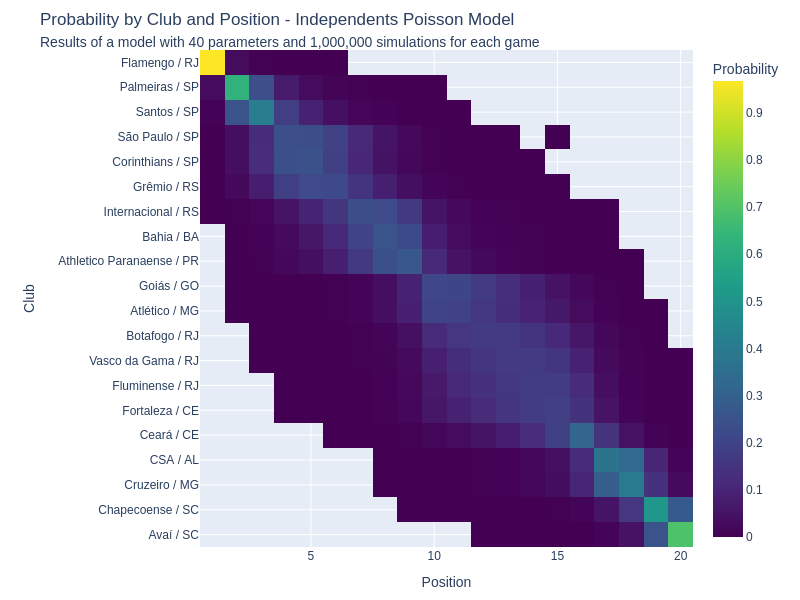 Probability by Club and Position - Independents Poisson Model
Results of a model with 40 parameters and 1,000,000 simulations for each game
Flamengo / RJ
Palmeiras / SP
Santos / SP
São Paulo / SP
Corinthians / SP
Grêmio / RS
Internacional / RS
Bahia / BA
Athletico Paranaense / PR
Goiás / GO
Atlético / MG
Botafogo / RJ
Vasco da Gama / RJ
Fluminense / RJ
Fortaleza / CE
Ceará / CE
CSA / AL
Cruzeiro / MG
Chapecoense / SC
Avaí / SC
Club
5 10 15 20
Position
Probability
0.9
0.8
0.7
0.6
0.5
0.4
0.3
0.2
0.1
0